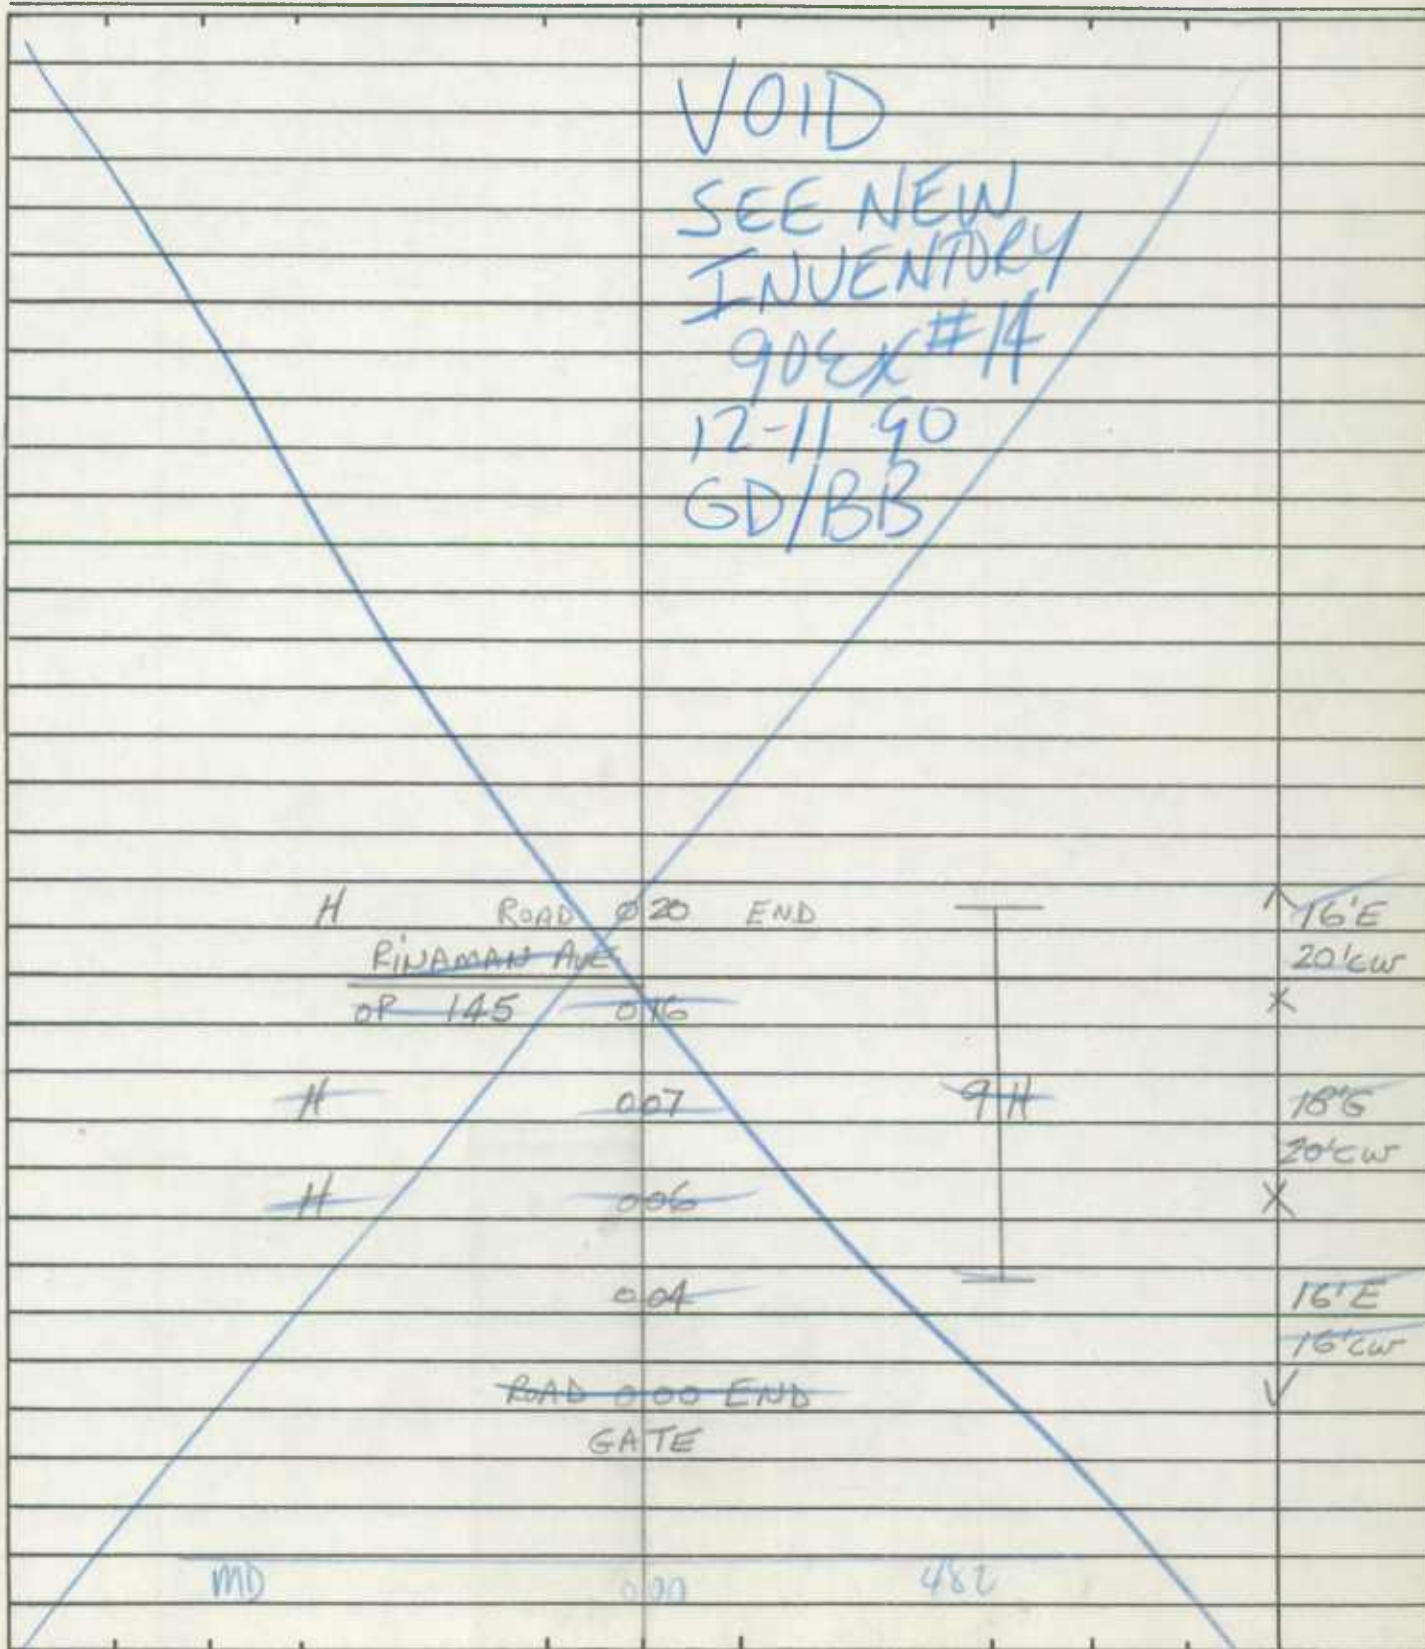 VOID
SEE NEW
INVENTORY
90EX #14
12-11 90
GD/BB
H ROAD 0 20 END 16'E
RINAMAN AVE 20'CW
OP 145 0 16 X
H 0 07 9 H 18'G
20'CW
H 0 06 X
0 04 16'E
16'CW
ROAD 0 00 END
GATE
MD 0.00 482